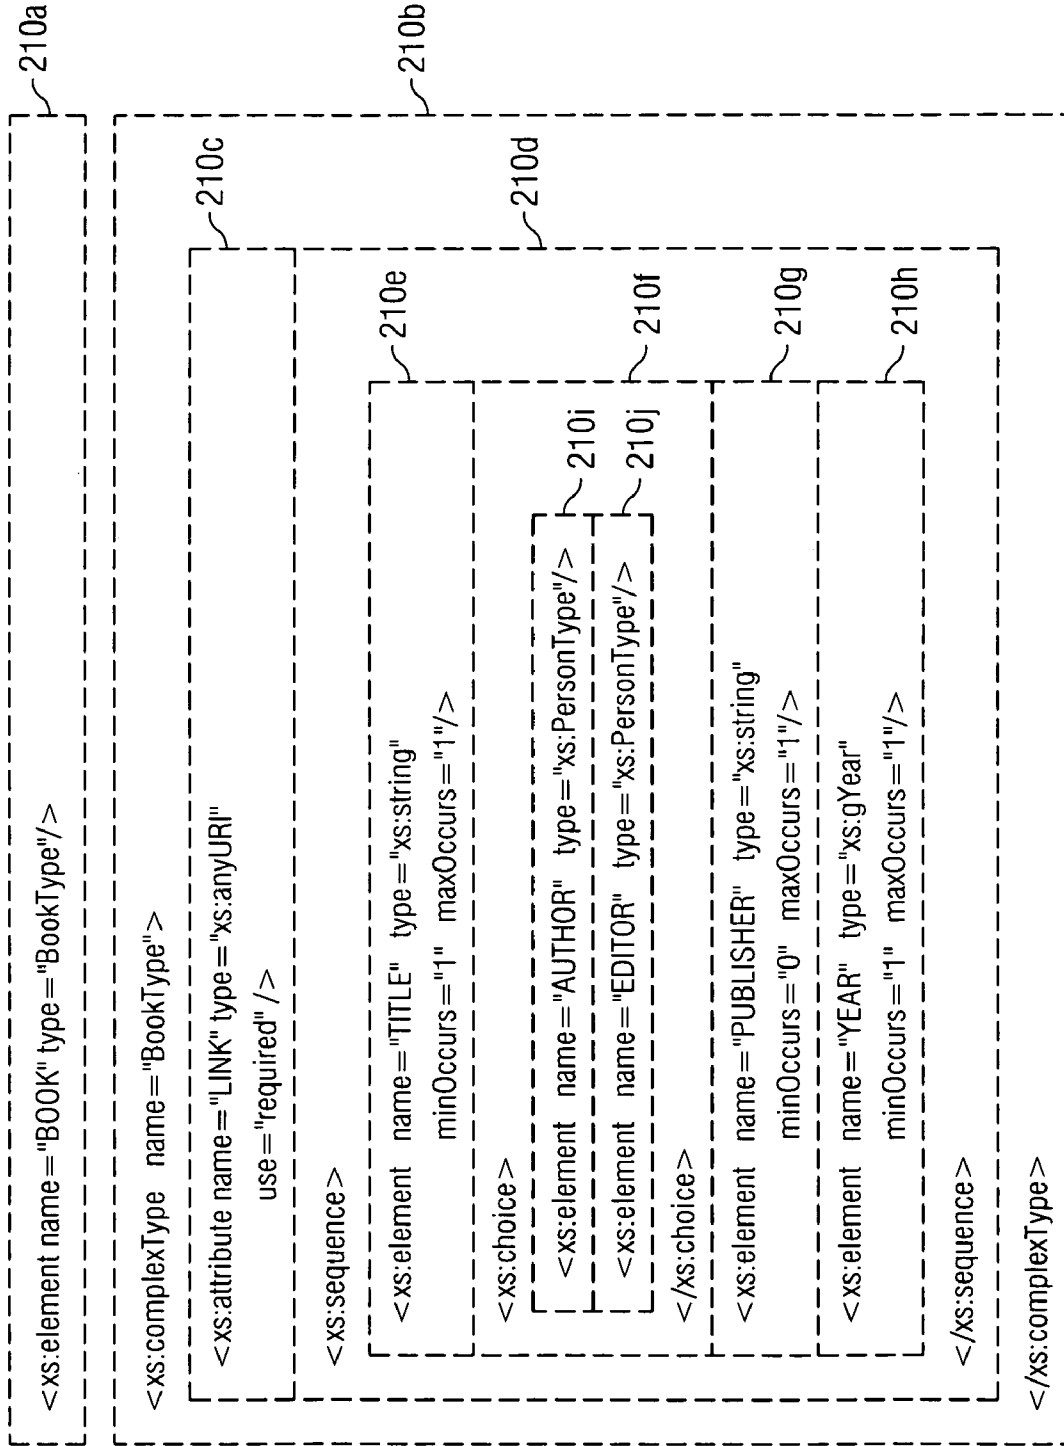 210a
<xs:element name="BOOK" type="BookType"/>
210b
<xs:complexType name="BookType">
210c
<xs:attribute name="LINK" type="xs:anyURI"
use="required" />
210d
<xs:sequence>
210e
<xs:element name="TITLE" type="xs:string"
minOccurs="1" maxOccurs="1"/>
210f
<xs:choice>
210i
<xs:element name="AUTHOR" type="xs:PersonType"/>
210j
<xs:element name="EDITOR" type="xs:PersonType"/>
</xs:choice>
210g
<xs:element name="PUBLISHER" type="xs:string"
minOccurs="0" maxOccurs="1"/>
210h
<xs:element name="YEAR" type="xs:gYear"
minOccurs="1" maxOccurs="1"/>
</xs:sequence>
</xs:complexType>